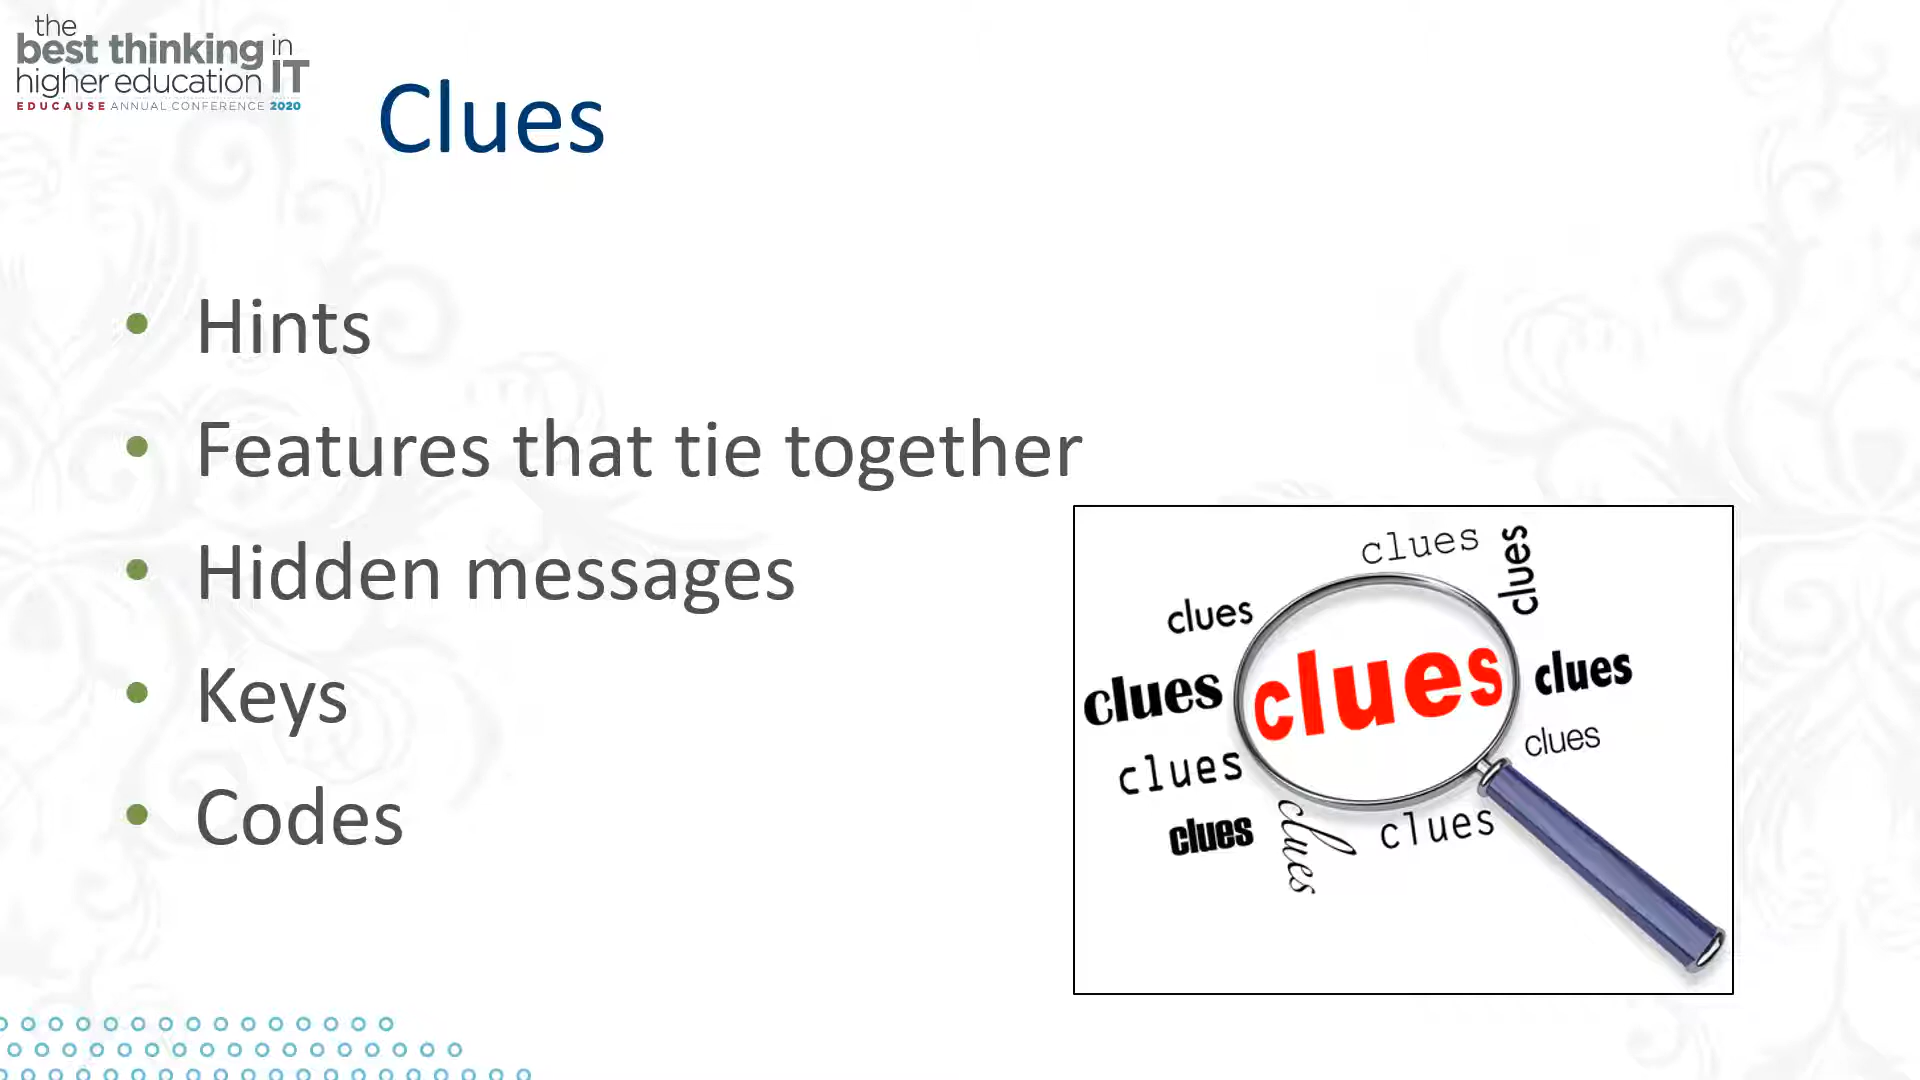 the
best thinking in
higher education IT
EDUCAUSE ANNUAL CONFERENCE 2020
Clues
• Hints
• Features that tie together
• Hidden messages
• Keys
• Codes
clues
clues
clues
clues
clues
clues
clues
clues
clues
clues
clues